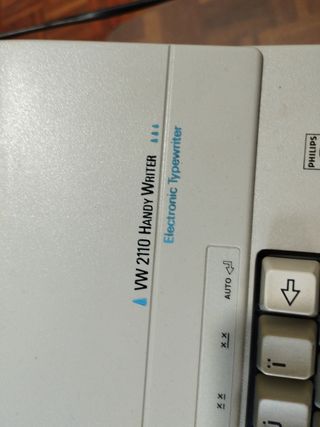 VW 2110 HANDY WRITER
Electronic Typewriter
PHILIPS
AUTO
x x
x x
ï
ü